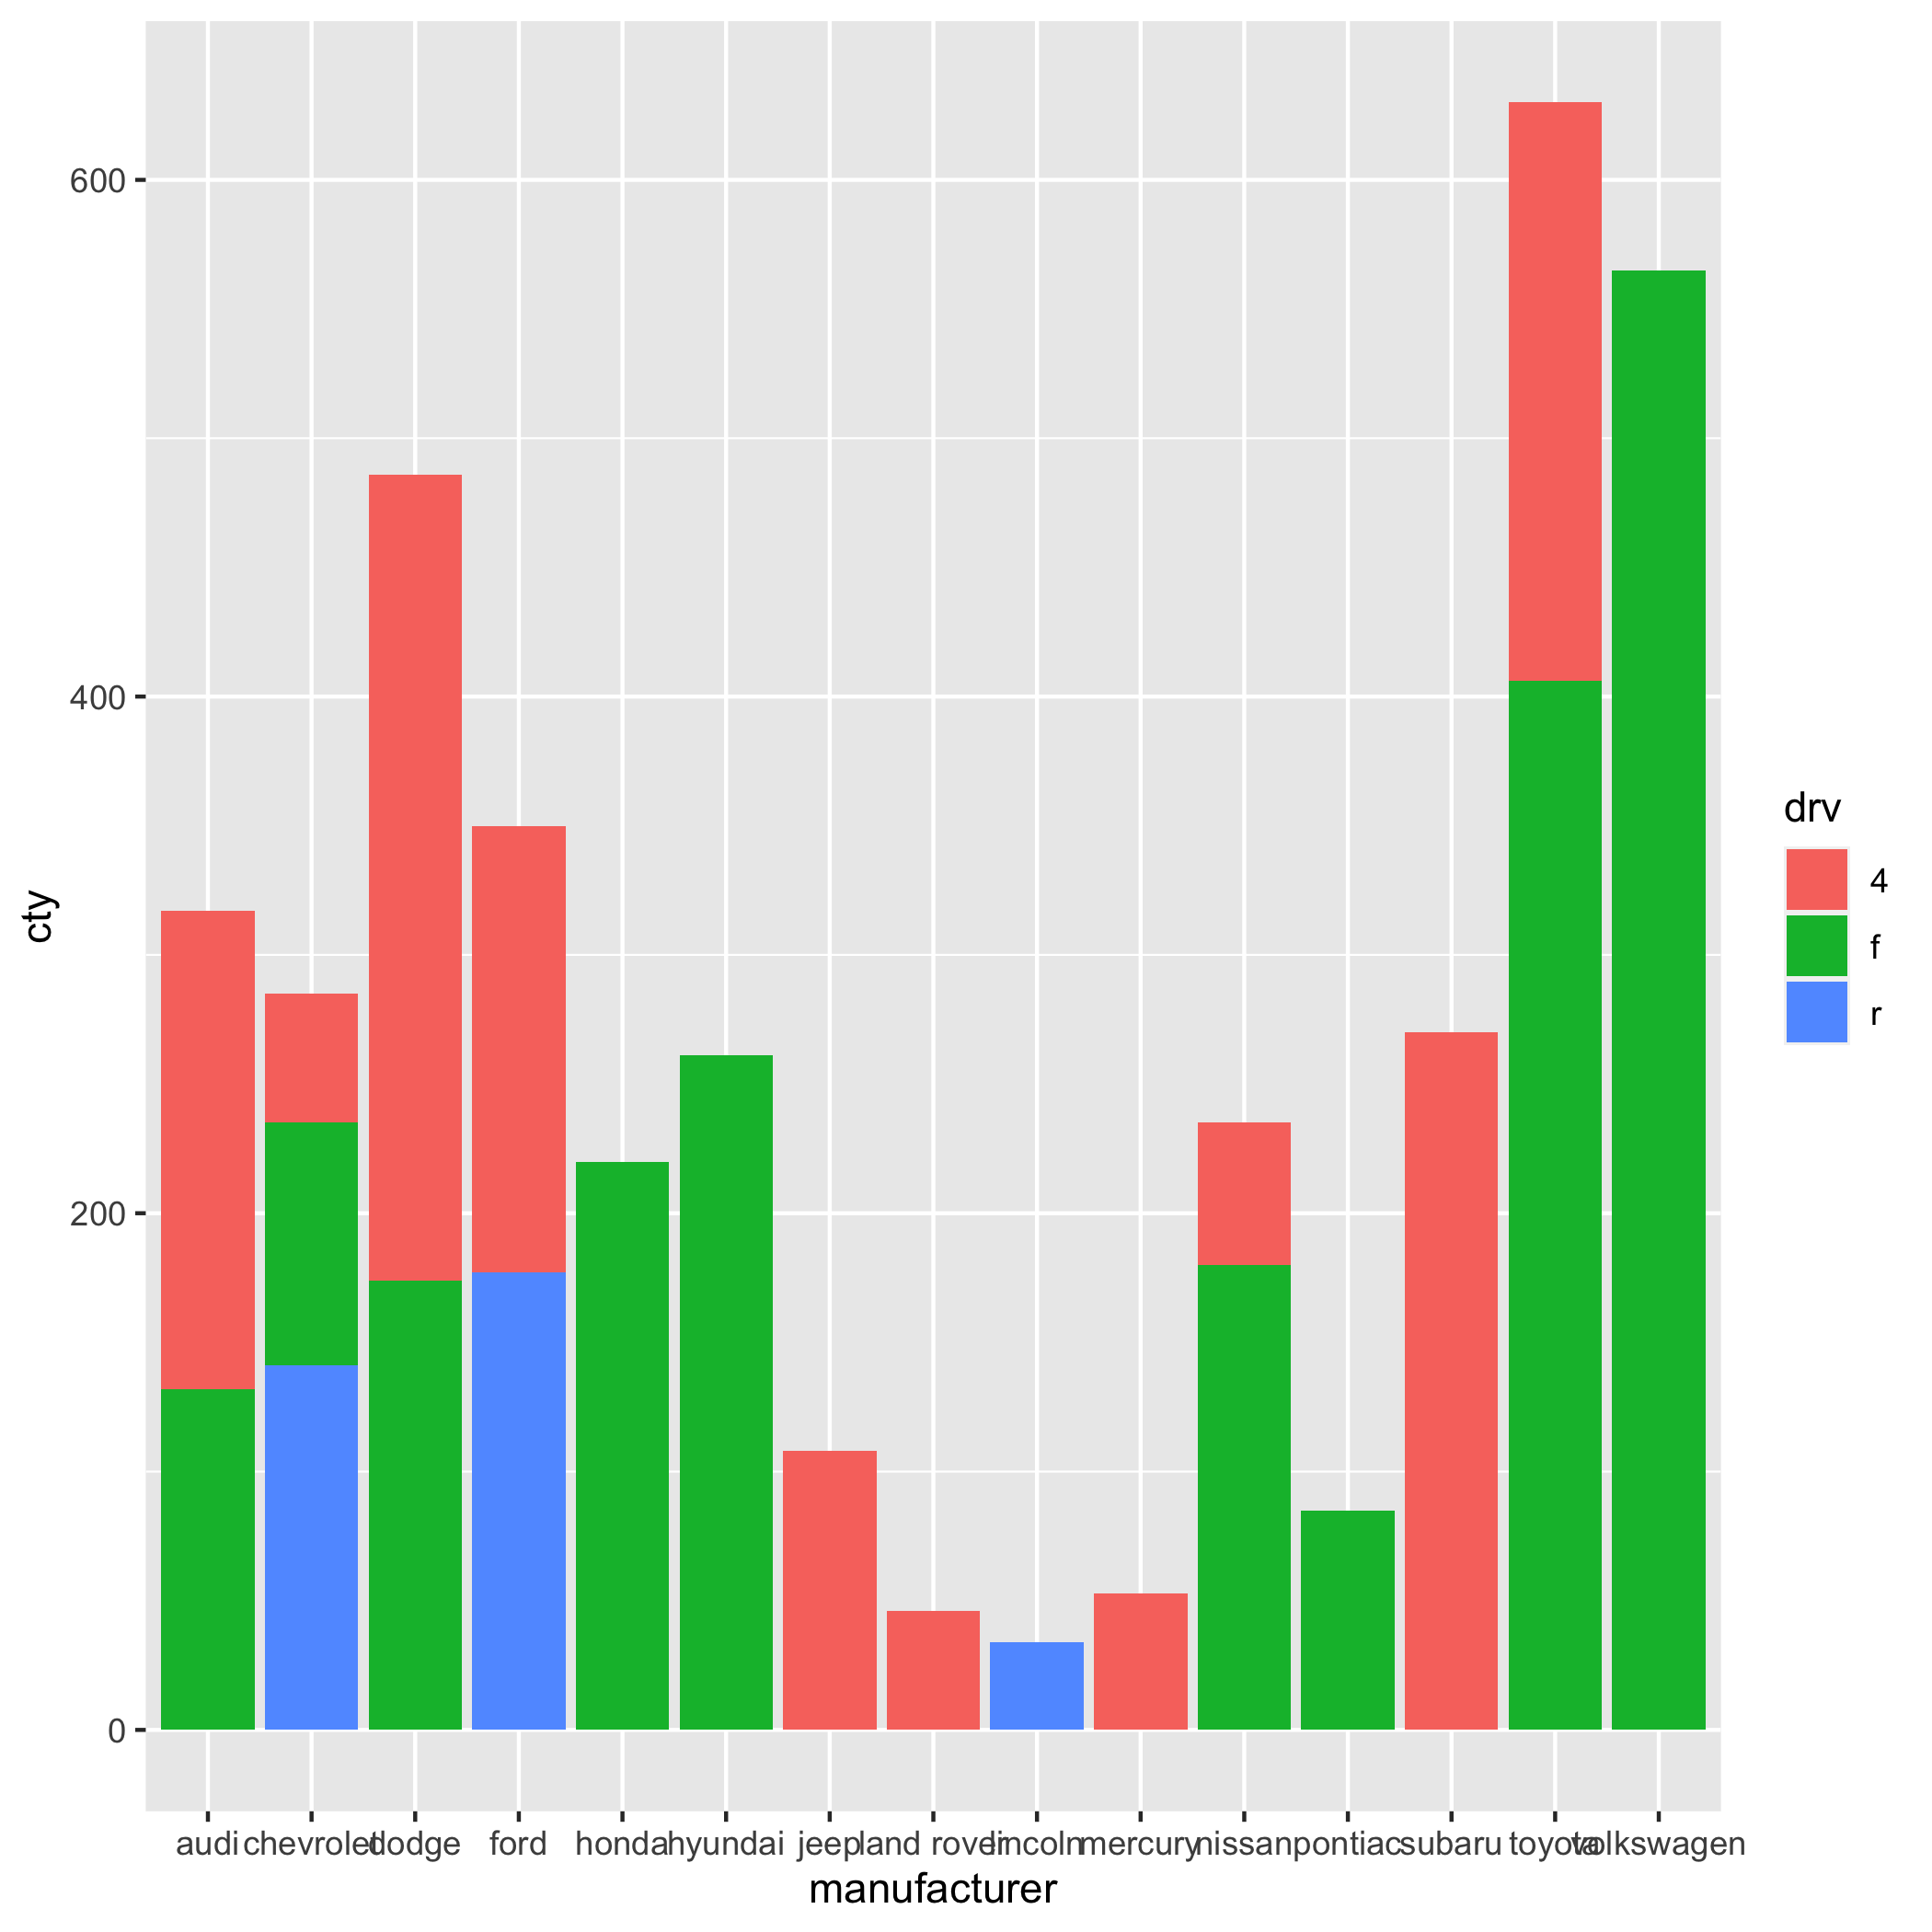 600
400
200
0
cty
audi chevrolet dodge ford honda hyundai jeep land rover lincoln mercury nissan pontiac subaru toyota volkswagen
manufacturer
drv
4
f
r